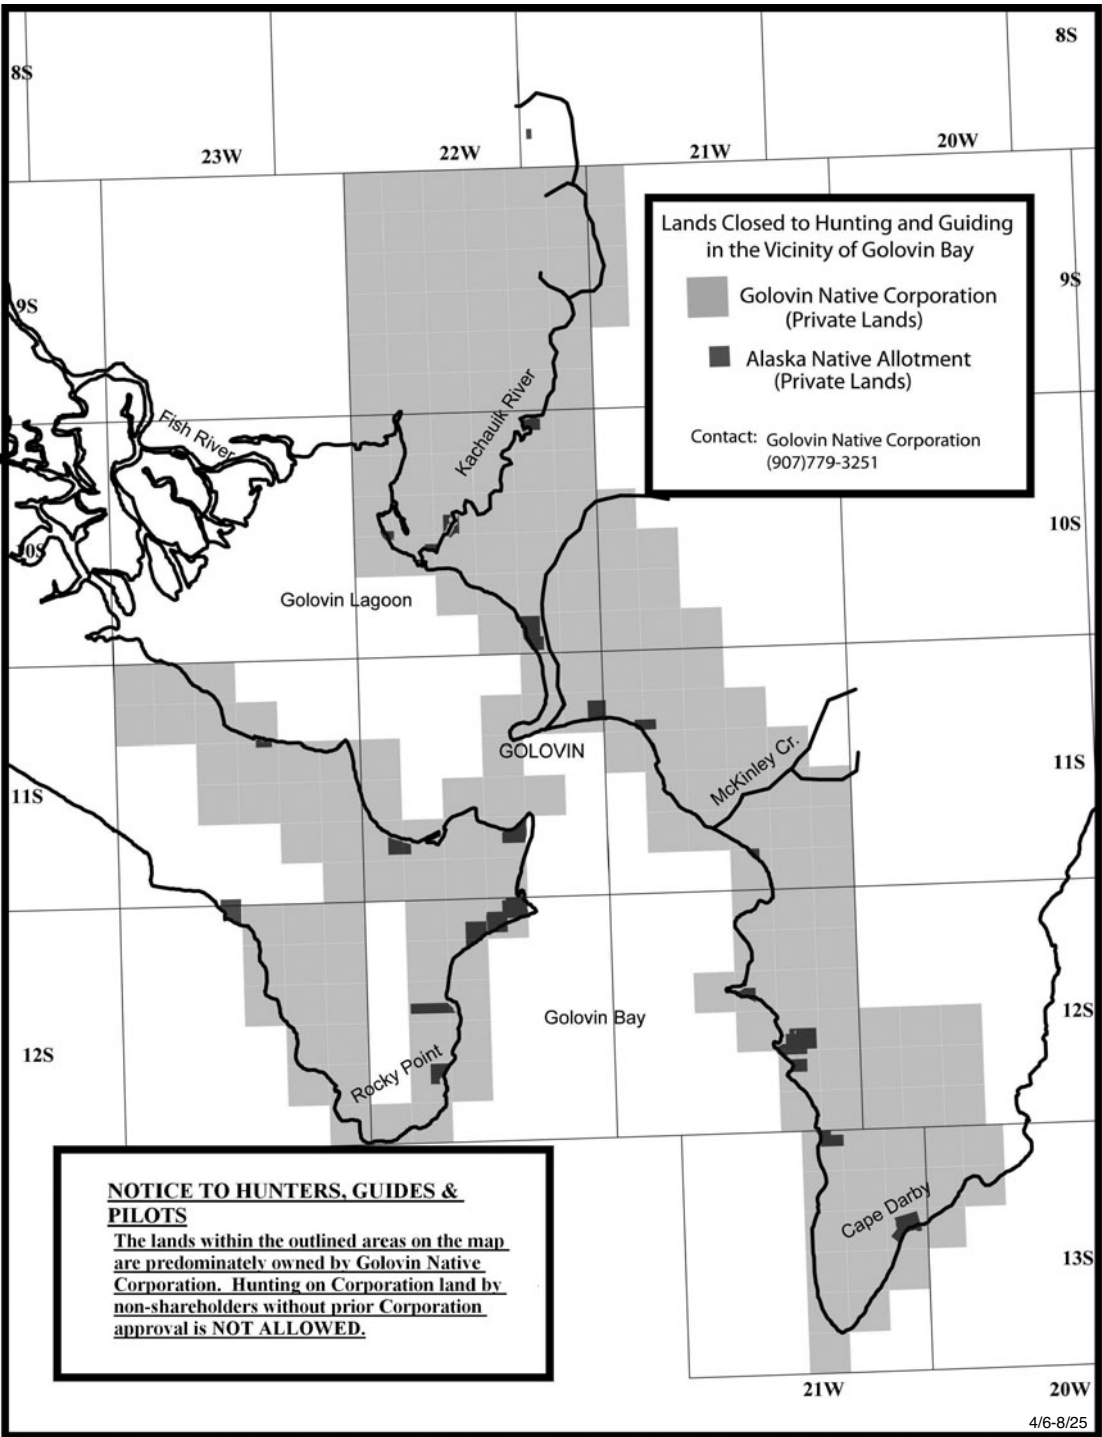 8S
8S
23W
22W
21W
20W
Lands Closed to Hunting and Guiding
in the Vicinity of Golovin Bay
Golovin Native Corporation
(Private Lands)
Alaska Native Allotment
(Private Lands)
Contact: Golovin Native Corporation
(907)779-3251
9S
9S
Kachauik River
Fish River
10S
10S
Golovin Lagoon
GOLOVIN
McKinley Cr.
11S
11S
Golovin Bay
12S
12S
Rocky Point
NOTICE TO HUNTERS, GUIDES &
PILOTS
The lands within the outlined areas on the map
are predominately owned by Golovin Native
Corporation. Hunting on Corporation land by
non-shareholders without prior Corporation
approval is NOT ALLOWED.
Cape Darby
13S
21W
20W
4/6-8/25